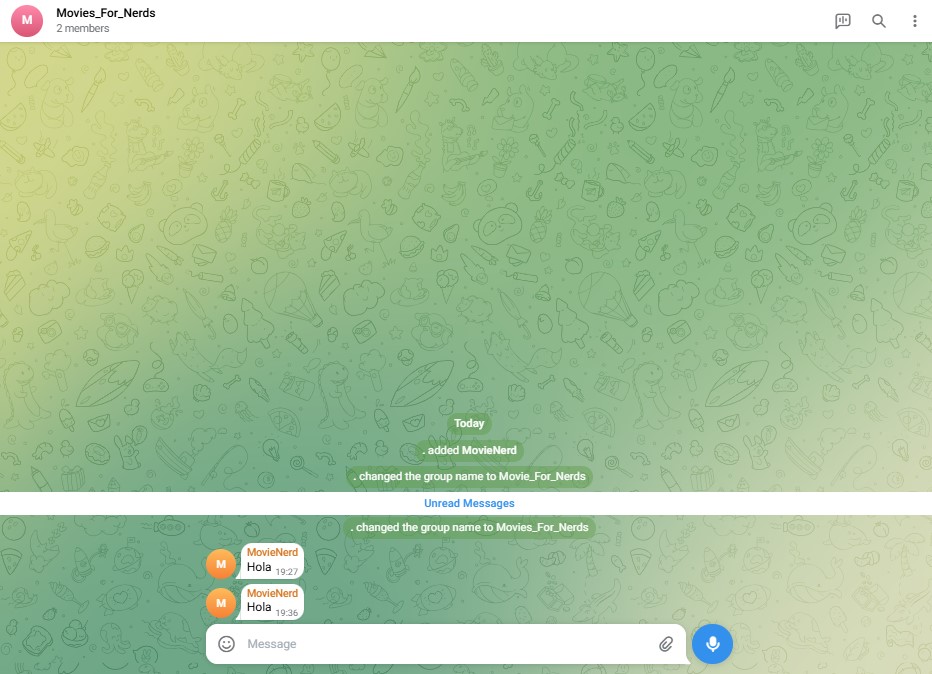 M
Movies_For_Nerds
2 members
Today
. added MovieNerd
. changed the group name to Movie_For_Nerds
Unread Messages
. changed the group name to Movies_For_Nerds
MovieNerd
M
Hola 19:27
MovieNerd
M
Hola 19:36
Message